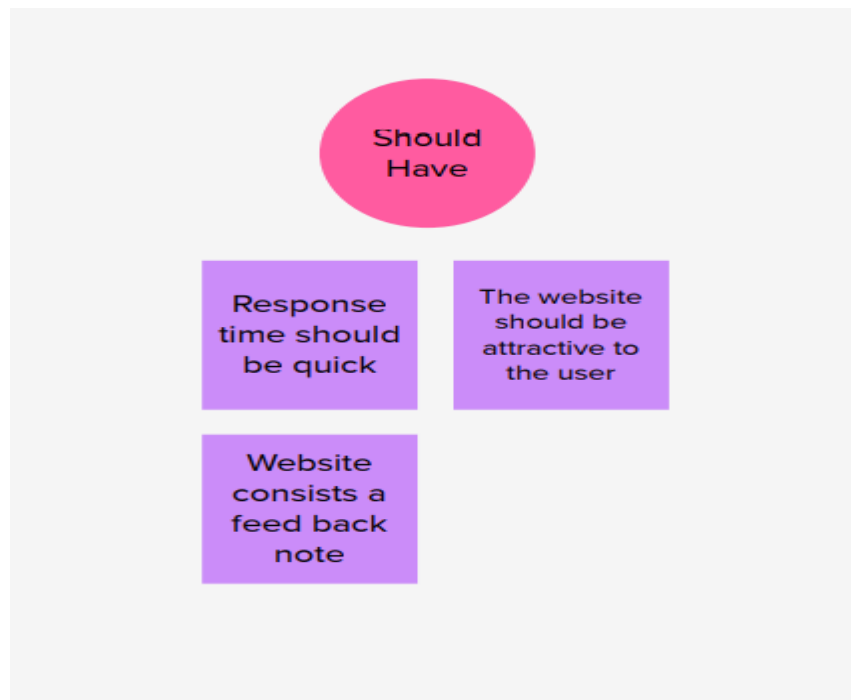 Should
Have
Response
time should
be quick
The website
should be
attractive to
the user
Website
consists a
feed back
note